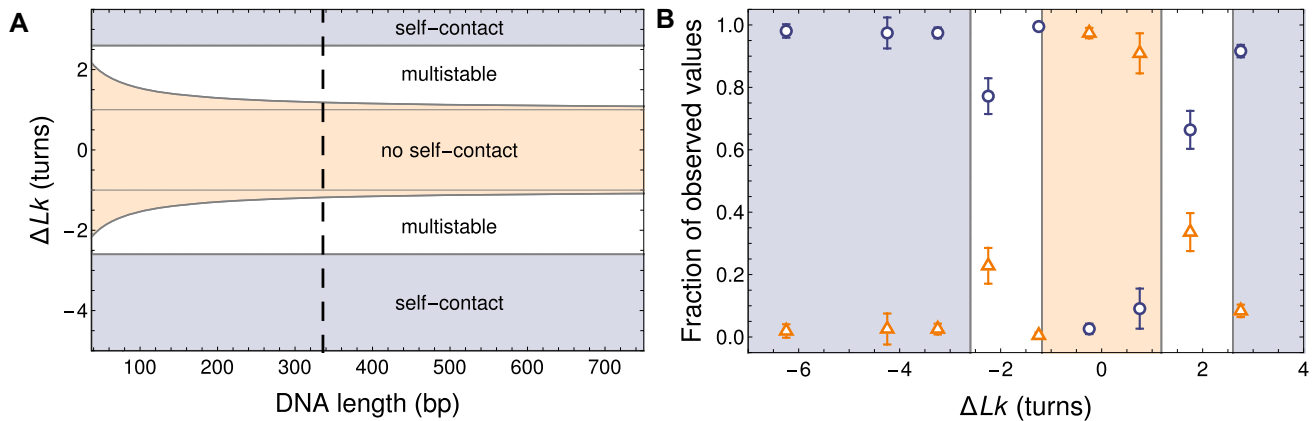 A
self-contact
multistable
no self-contact
multistable
self-contact
2
0
−2
−4
ΔLk (turns)
100 200 300 400 500 600 700
DNA length (bp)
B
1.0
0.8
0.6
0.4
0.2
0.0
Fraction of observed values
−6 −4 −2 0 2 4
ΔLk (turns)